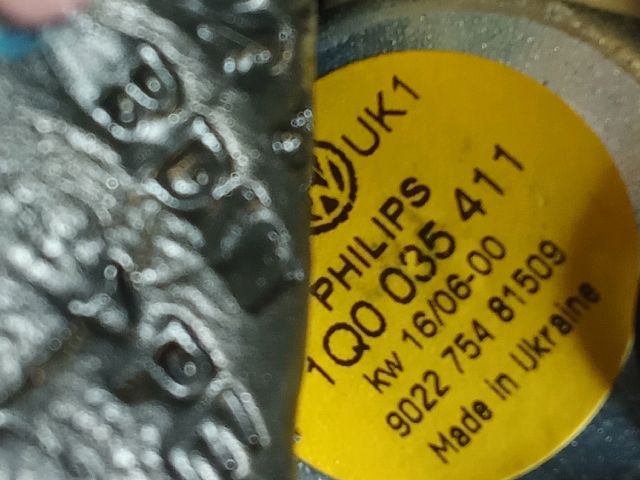 UK1
PHILIPS
1Q0 035 411
kw 16/06-00
9022 754 81509
Made in Ukraine